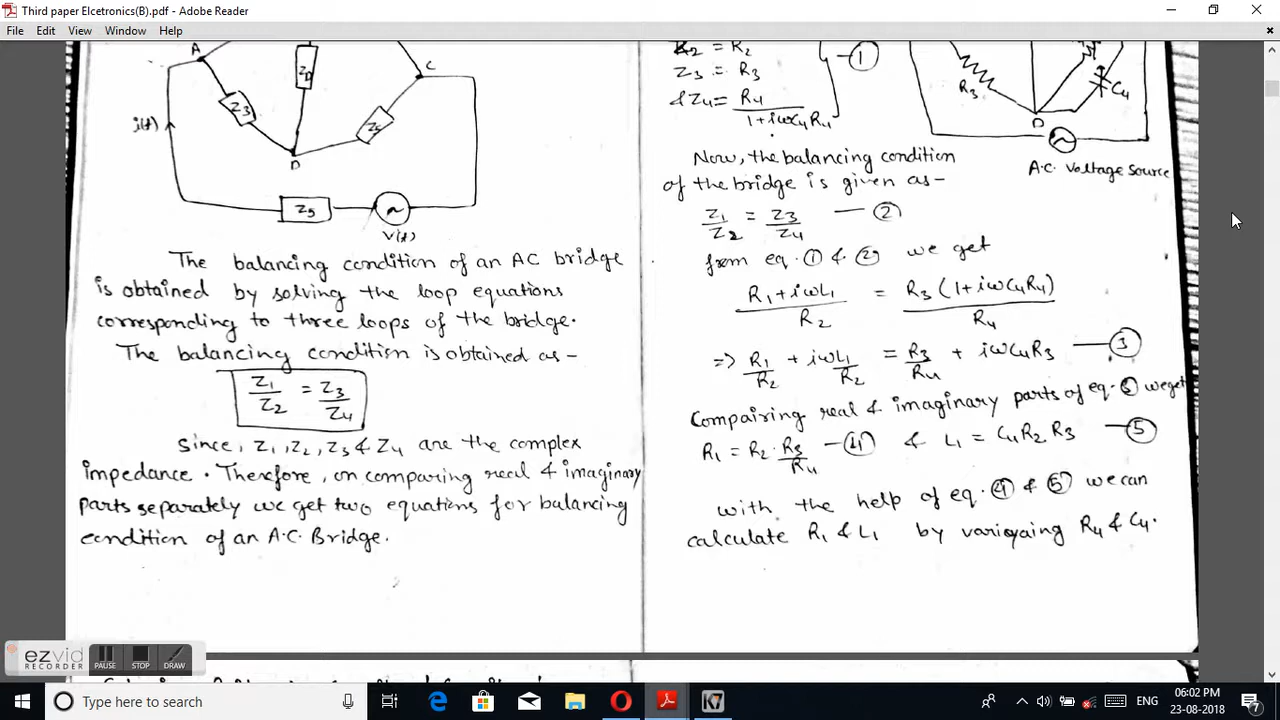 Third paper Elcetronics(B).pdf - Adobe Reader
File Edit View Window Help
A
C
Z3
i(t)
D
Z5
~
V(t)
The balancing condition of an AC bridge
is obtained by solving the loop equations
corresponding to three loops of the bridge.
The balancing condition is obtained as -
Z1/Z2 = Z3/Z4
Since, Z1, Z2, Z3 & Z4 are the complex
impedance. Therefore, on comparing real & imaginary
parts separately we get two equations for balancing
condition of an A.C. Bridge.
Z2 = R2
Z3 = R3
& Z4 = R4/1+iωC4R4
1
R3
C4
D
~
A.C. Voltage Source
Now, the balancing condition
of the bridge is given as -
Z1/Z2 = Z3/Z4 — 2
from eq. 1 & 2 we get
R1+iωL1/R2 = R3(1+iωC4R4)/R4
=> R1/R2 + iωL1/R2 = R3/R4 + iωC4R3 — 3
Compairing real & imaginary parts of eq. 3 we get
R1 = R2·R3/R4 — 4 & L1 = C4R2R3 — 5
with the help of eq. 4 & 5 we can
calculate R1 & L1 by varioyaing R4 & C4.
ezvid
RECORDER
PAUSE STOP DRAW
Type here to search
ENG
06:02 PM
23-08-2018
7